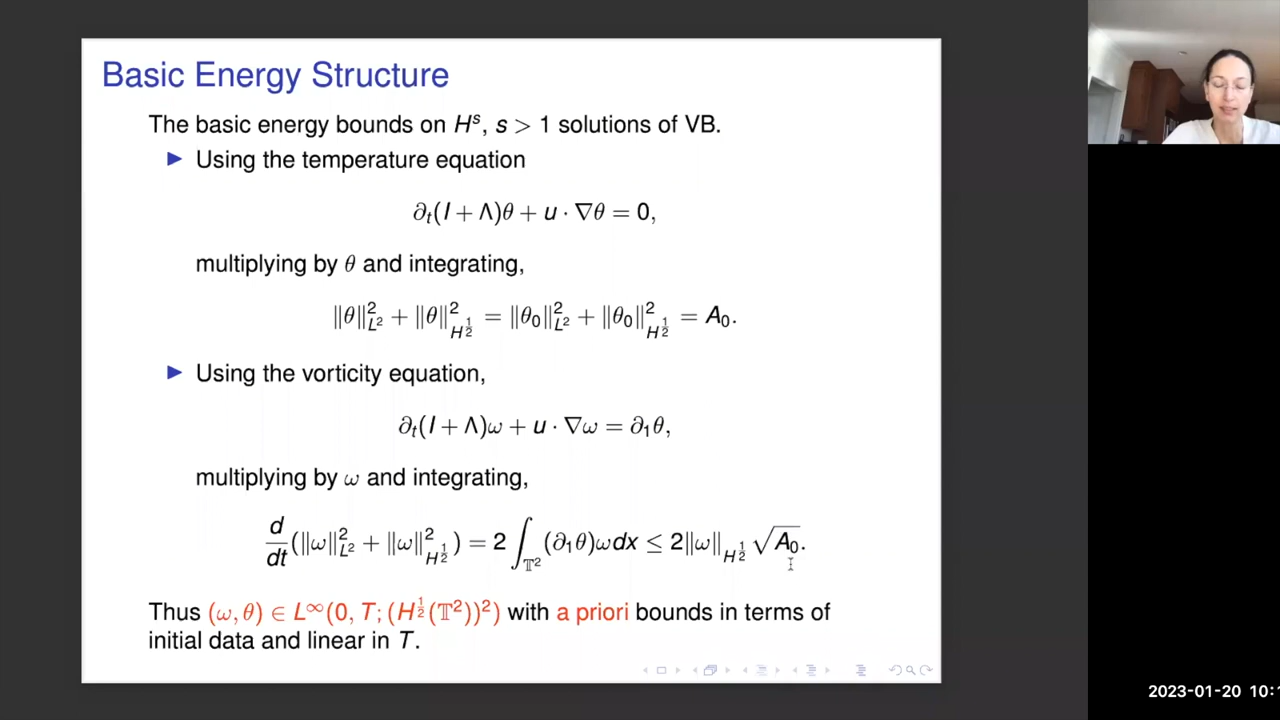 Basic Energy Structure
The basic energy bounds on Hˢ, s > 1 solutions of VB.
▶ Using the temperature equation
∂ₜ(I + Λ)θ + u · ∇θ = 0,
multiplying by θ and integrating,
‖θ‖²_{L²} + ‖θ‖²_{H^{1/2}} = ‖θ₀‖²_{L²} + ‖θ₀‖²_{H^{1/2}} = A₀.
▶ Using the vorticity equation,
∂ₜ(I + Λ)ω + u · ∇ω = ∂₁θ,
multiplying by ω and integrating,
d/dt (‖ω‖²_{L²} + ‖ω‖²_{H^{1/2}}) = 2 ∫_{𝕋²} (∂₁θ)ωdx ≤ 2‖ω‖_{H^{1/2}} √A₀.
Thus (ω, θ) ∈ L^∞(0, T; (H^{1/2}(𝕋²))²) with a priori bounds in terms of
initial data and linear in T.
2023-01-20 10:1